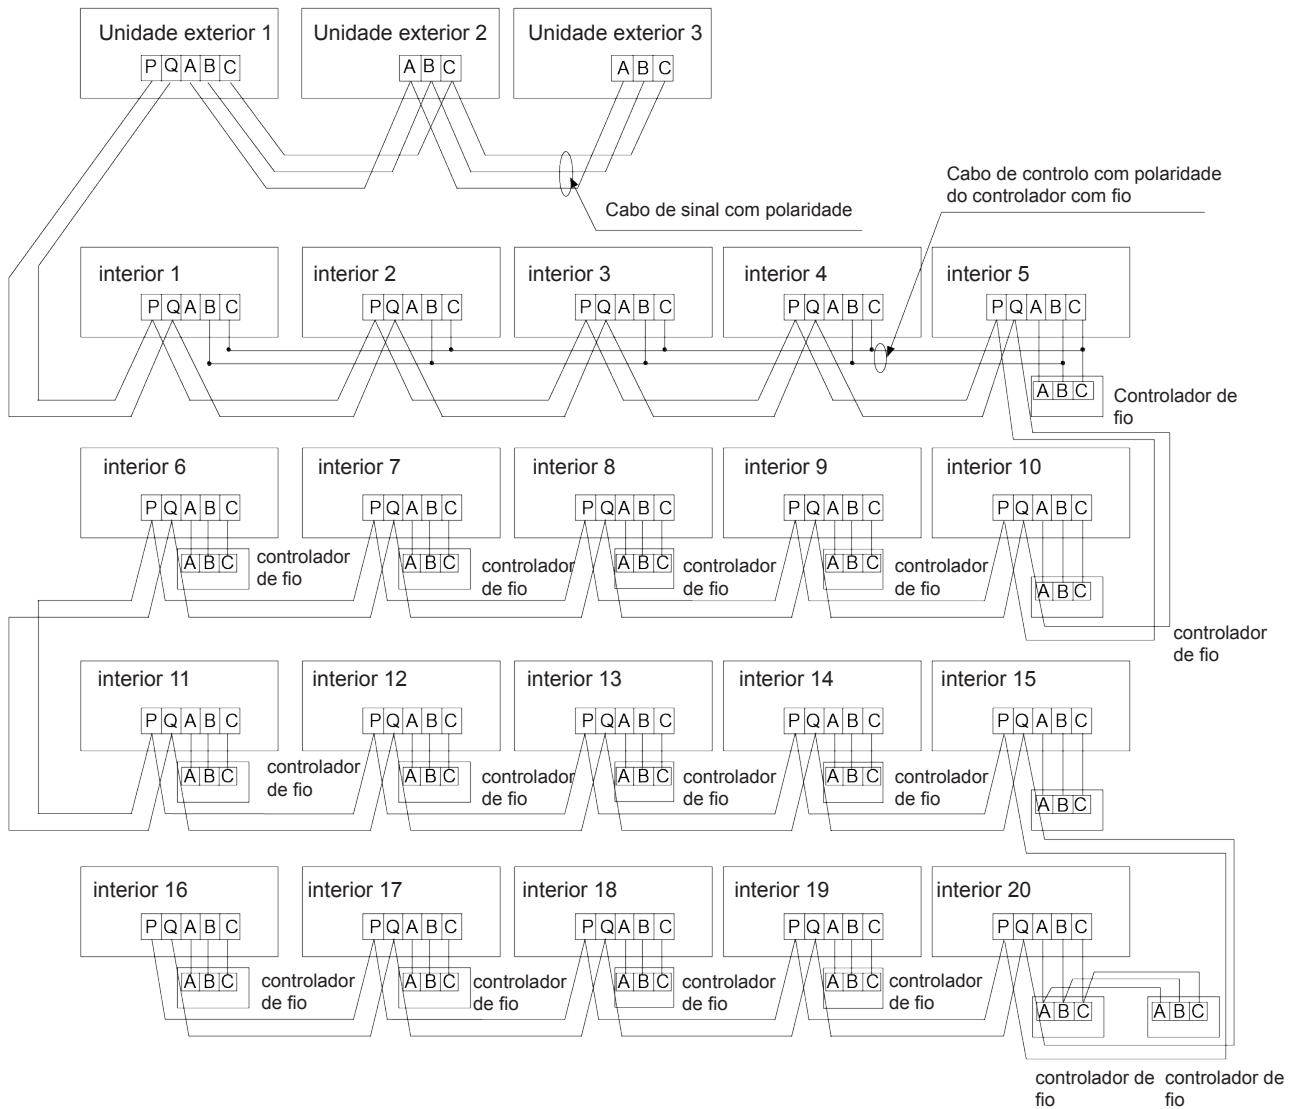 Unidade exterior 1 Unidade exterior 2 Unidade exterior 3
P Q A B C A B C A B C
Cabo de controlo com polaridade
do controlador com fio
Cabo de sinal com polaridade
interior 1 interior 2 interior 3 interior 4 interior 5
P Q A B C P Q A B C P Q A B C P Q A B C P Q A B C
A B C
Controlador de
fio
interior 6 interior 7 interior 8 interior 9 interior 10
P Q A B C P Q A B C P Q A B C P Q A B C P Q A B C
A B C A B C A B C A B C
controlador
de fio
controlador
de fio
controlador
de fio
controlador
de fio
A B C
controlador
de fio
interior 11 interior 12 interior 13 interior 14 interior 15
P Q A B C P Q A B C P Q A B C P Q A B C P Q A B C
A B C A B C A B C A B C
controlador
de fio
controlador
de fio
controlador
de fio
controlador
de fio
A B C
interior 16 interior 17 interior 18 interior 19 interior 20
P Q A B C P Q A B C P Q A B C P Q A B C P Q A B C
A B C A B C A B C A B C
controlador
de fio
controlador
de fio
controlador
de fio
controlador
de fio
A B C A B C
controlador de
fio
controlador de
fio